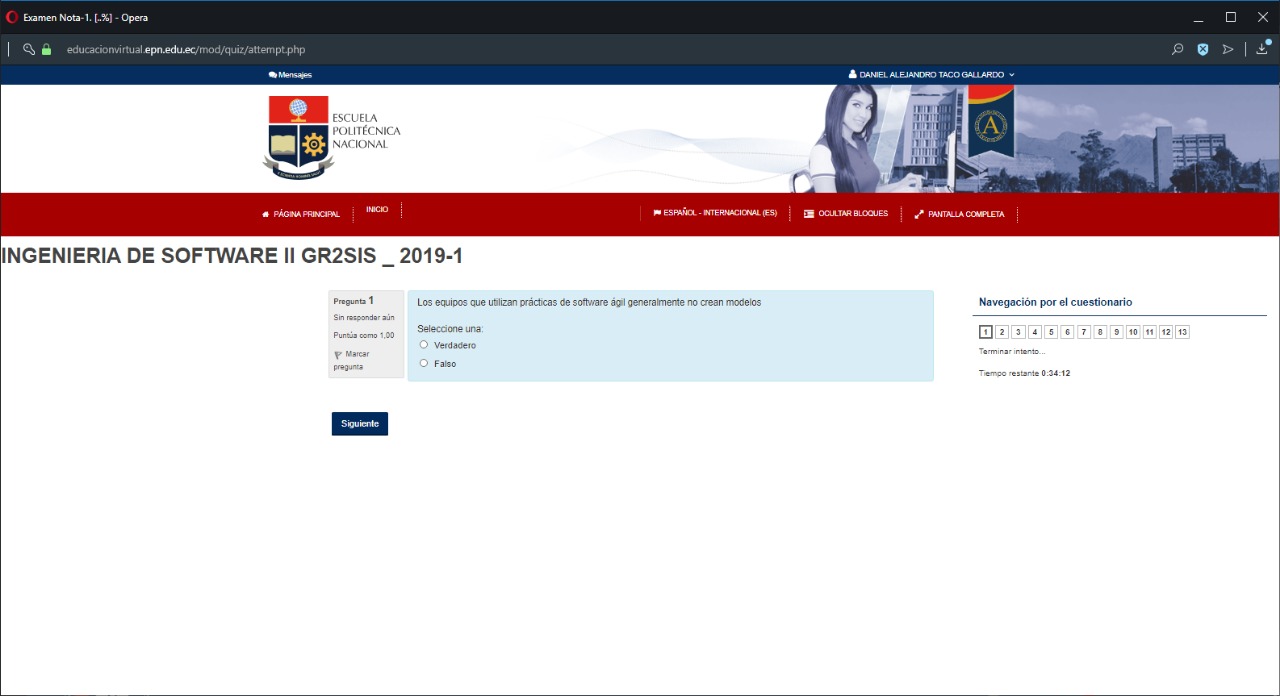 Examen Nota-1. [..%] - Opera
educacionvirtual.epn.edu.ec/mod/quiz/attempt.php
Mensajes
DANIEL ALEJANDRO TACO GALLARDO
ESCUELA
POLITÉCNICA
NACIONAL
A
PÁGINA PRINCIPAL
INICIO
ESPAÑOL - INTERNACIONAL (ES)
OCULTAR BLOQUES
PANTALLA COMPLETA
INGENIERIA DE SOFTWARE II GR2SIS _ 2019-1
Pregunta 1
Sin responder aún
Puntúa como 1,00
Marcar
pregunta
Los equipos que utilizan prácticas de software ágil generalmente no crean modelos
Seleccione una:
Verdadero
Falso
Siguiente
Navegación por el cuestionario
1 2 3 4 5 6 7 8 9 10 11 12 13
Terminar intento...
Tiempo restante 0:34:12